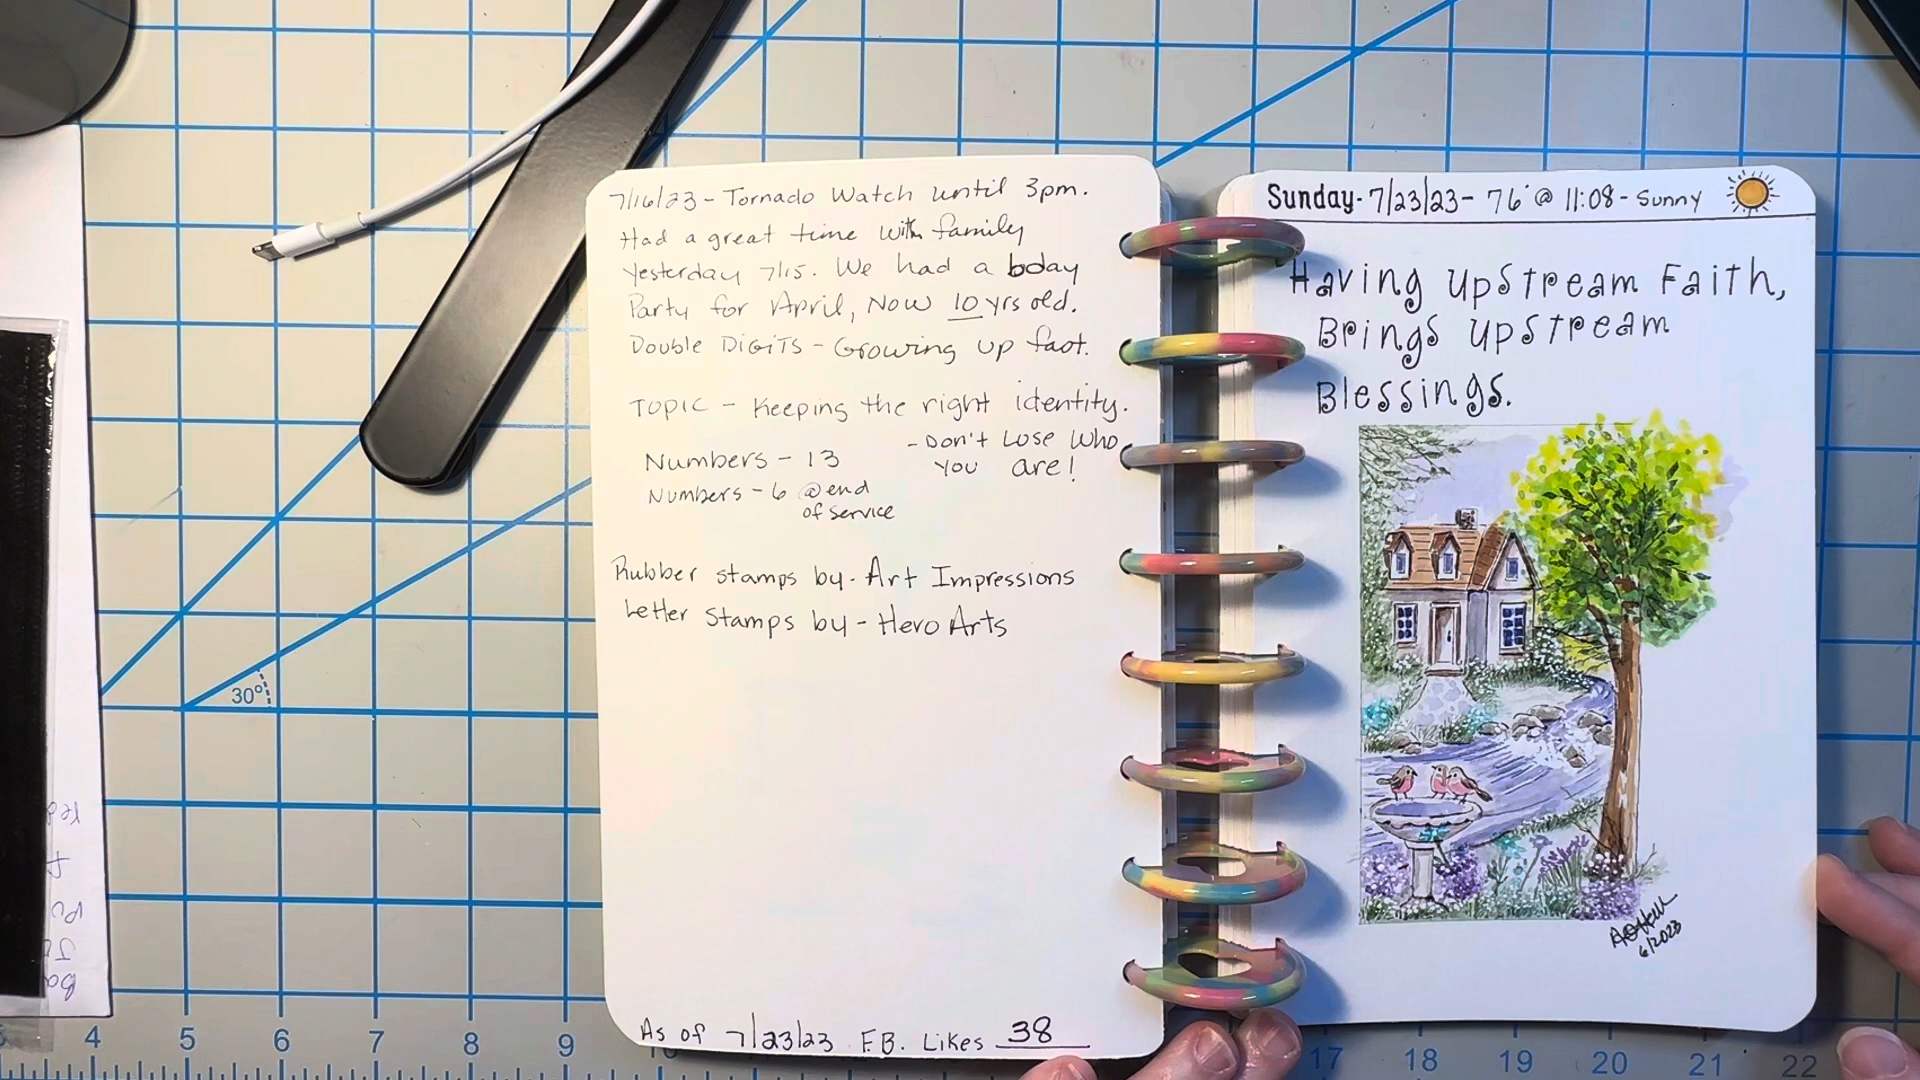 7/16/23 - Tornado Watch until 3pm.
Had a great time with family
Yesterday 7/15. We had a bday
Party for April, Now 10 yrs old.
Double Digits - Growing up fast.
Topic - Keeping the right identity.
- Don't Lose Who
You are!
Numbers - 13
Numbers - 6 @ end
of service
Rubber stamps by - Art Impressions
Letter Stamps by - Hero Arts
As of 7/23/23 F.B. Likes 38
Sunday - 7/23/23 - 76° @ 11:08 - Sunny
Having Upstream Faith,
Brings Upstream
Blessings.
6/2023
30°
4 5 6 7 8 9 10 17 18 19 20 21 22